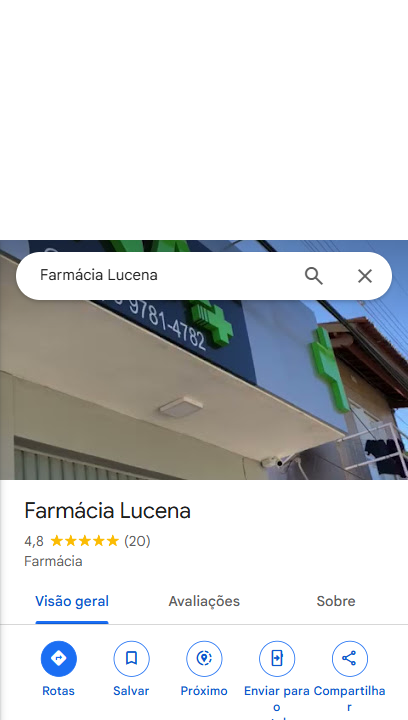 Farmácia Lucena
9781-4782
Farmácia Lucena
4,8 (20)
Farmácia
Visão geral Avaliações Sobre
Rotas Salvar Próximo Enviar para o Compartilhar